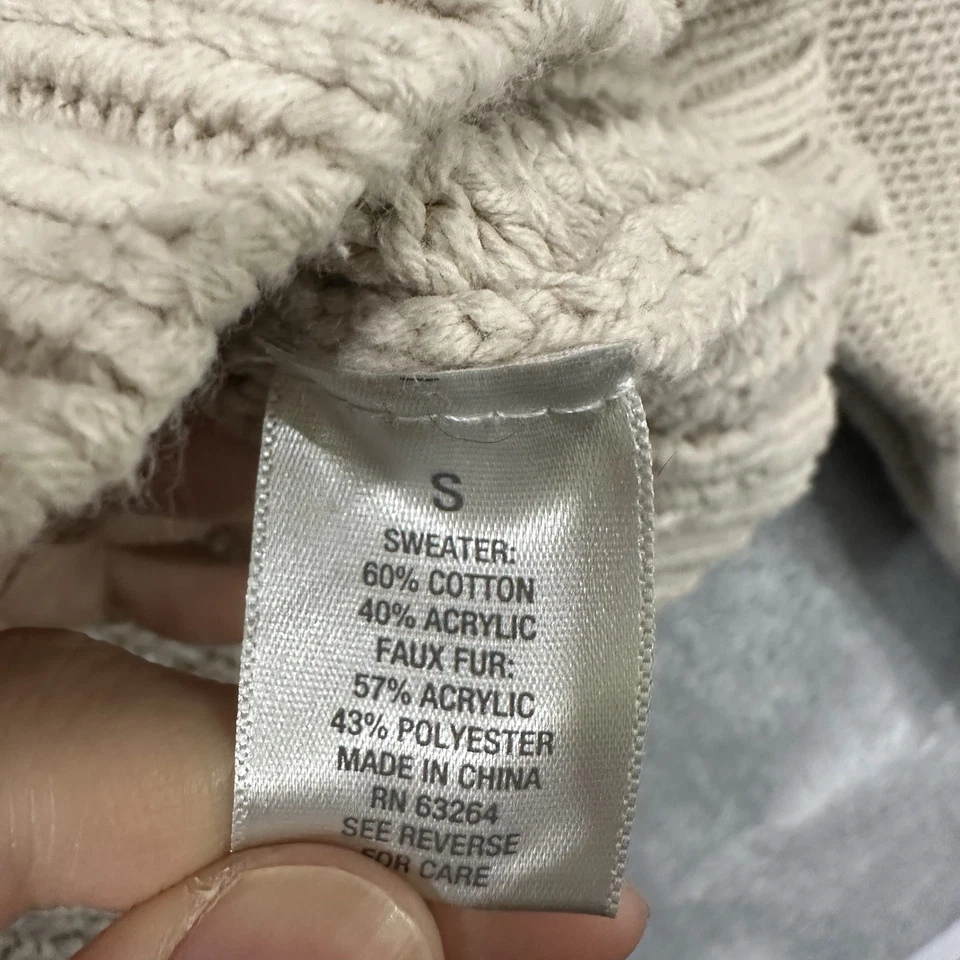 S
SWEATER:
60% COTTON
40% ACRYLIC
FAUX FUR:
57% ACRYLIC
43% POLYESTER
MADE IN CHINA
RN 63264
SEE REVERSE
FOR CARE